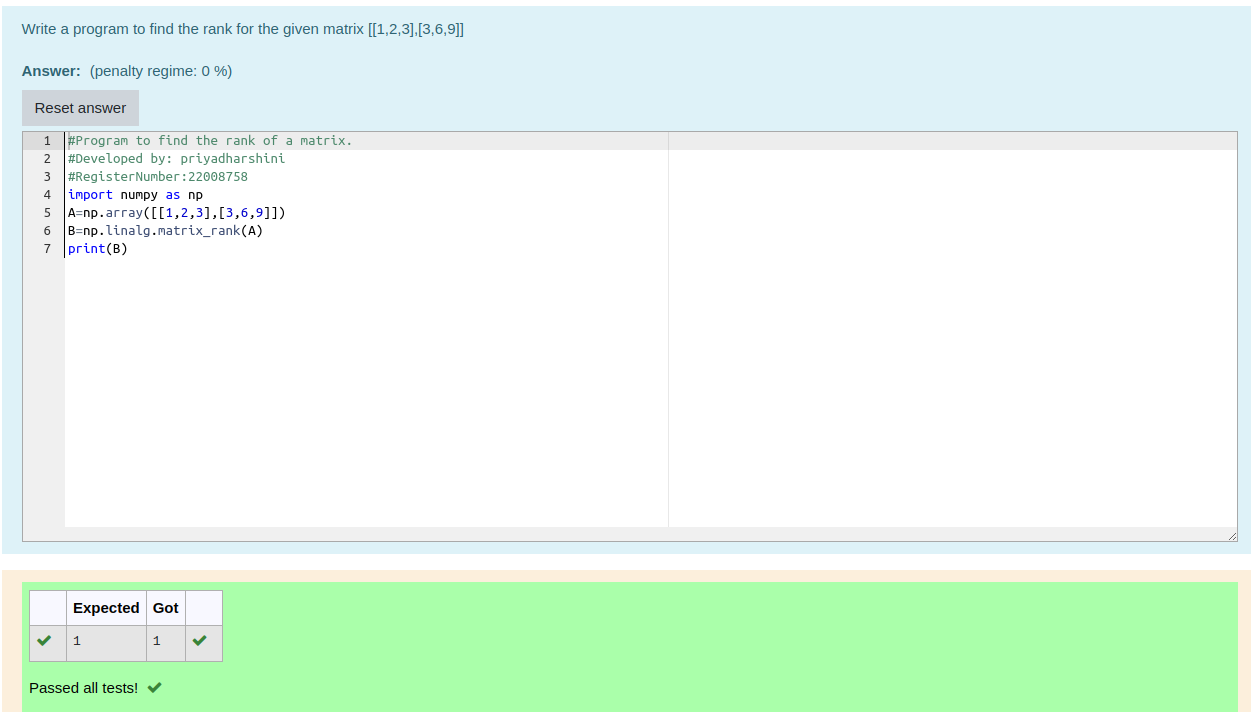 Write a program to find the rank for the given matrix [[1,2,3],[3,6,9]]
Answer: (penalty regime: 0 %)
Reset answer
1 #Program to find the rank of a matrix.
2 #Developed by: priyadharshini
3 #RegisterNumber:22008758
4 import numpy as np
5 A=np.array([[1,2,3],[3,6,9]])
6 B=np.linalg.matrix_rank(A)
7 print(B)
Expected Got
1 1
Passed all tests!